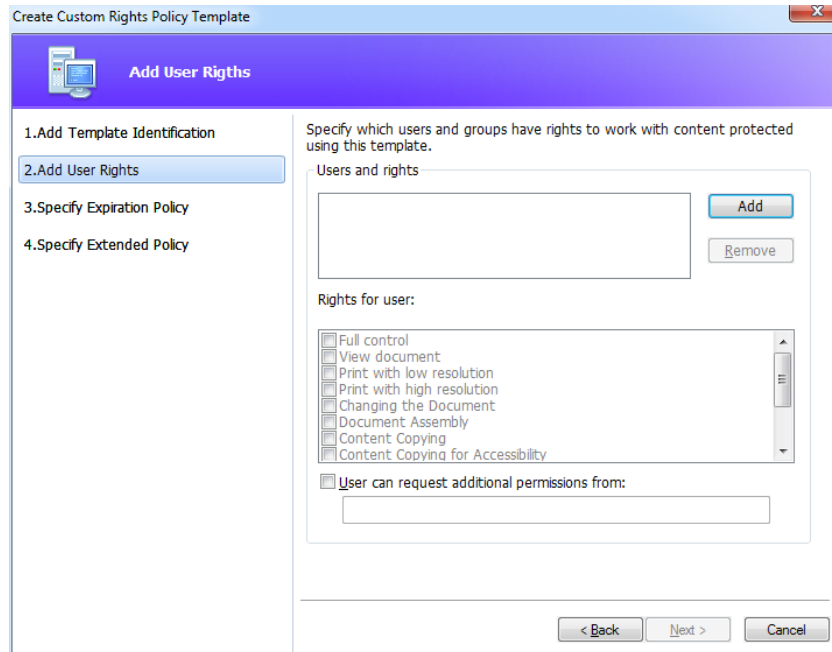 Create Custom Rights Policy Template
Add User Rigths
1.Add Template Identification
2.Add User Rights
3.Specify Expiration Policy
4.Specify Extended Policy
Specify which users and groups have rights to work with content protected
using this template.
Users and rights
Add
Remove
Rights for user:
Full control
View document
Print with low resolution
Print with high resolution
Changing the Document
Document Assembly
Content Copying
Content Copying for Accessibility
User can request additional permissions from:
< Back
Next >
Cancel